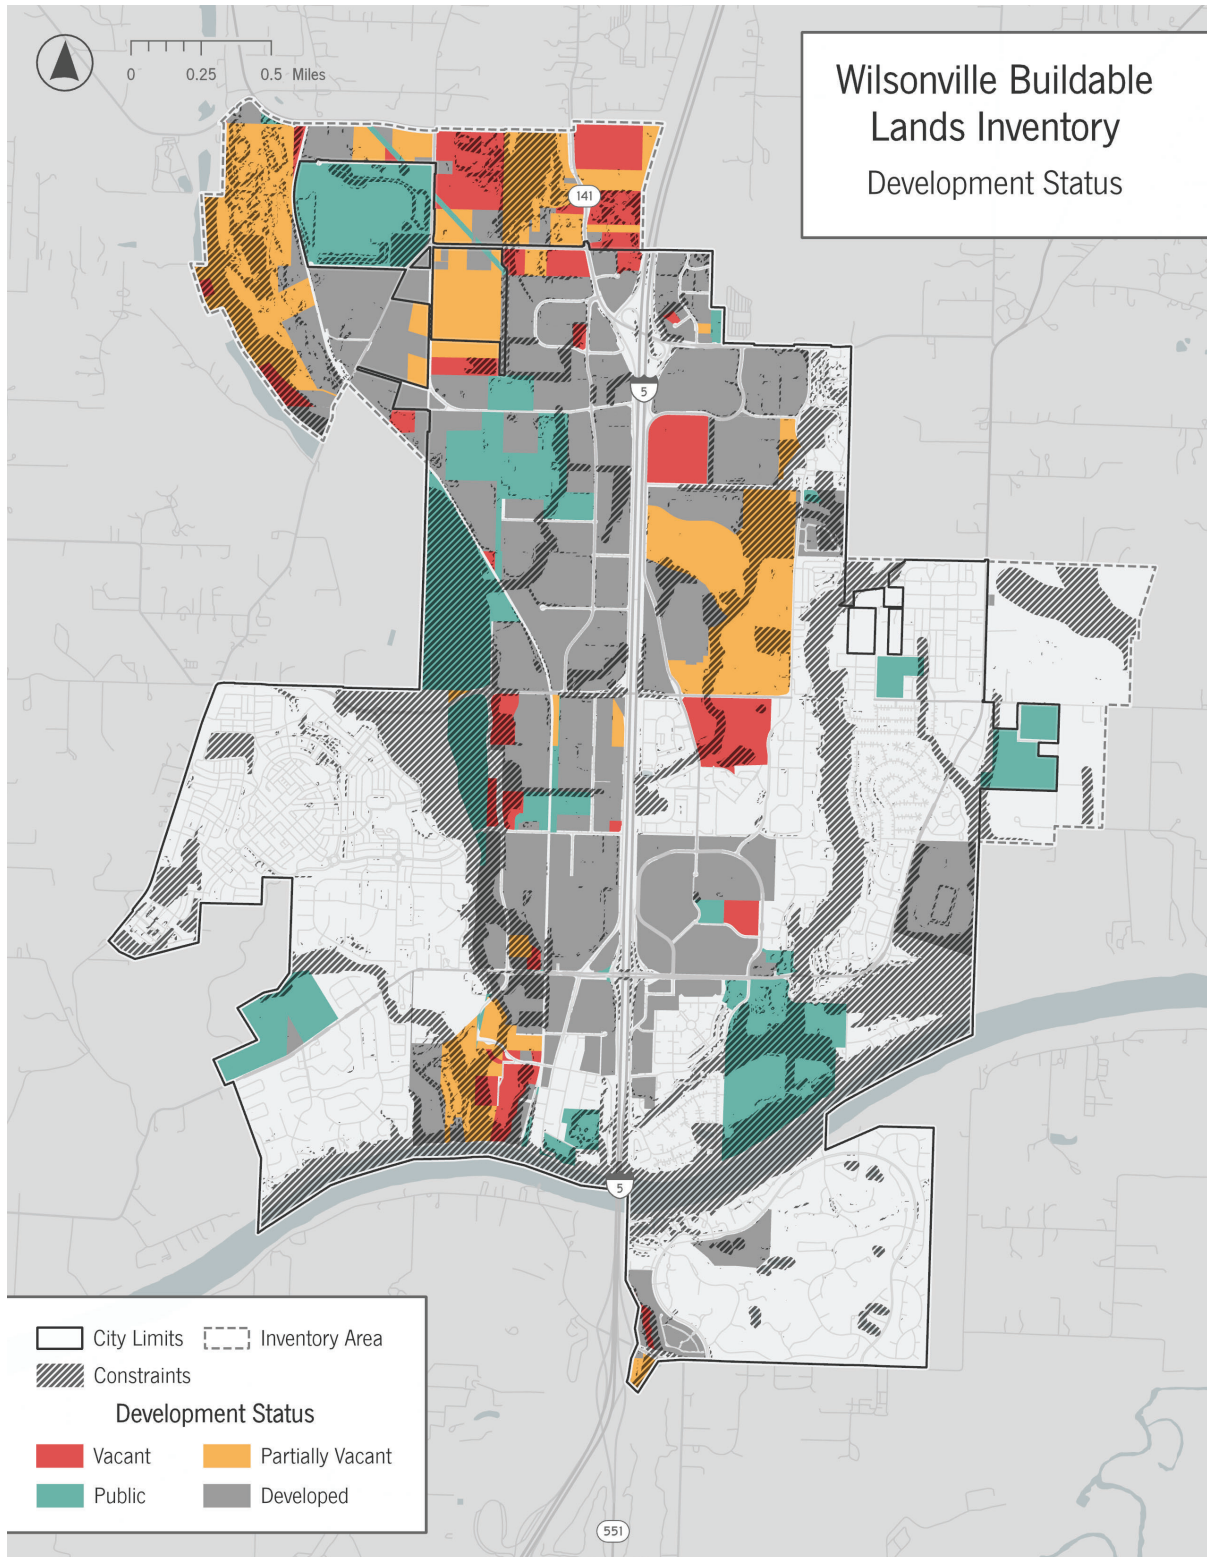 Wilsonville Buildable
Lands Inventory
Development Status
0 0.25 0.5 Miles
141
5
5
City Limits
Inventory Area
Constraints
Development Status
Vacant
Partially Vacant
Public
Developed
551